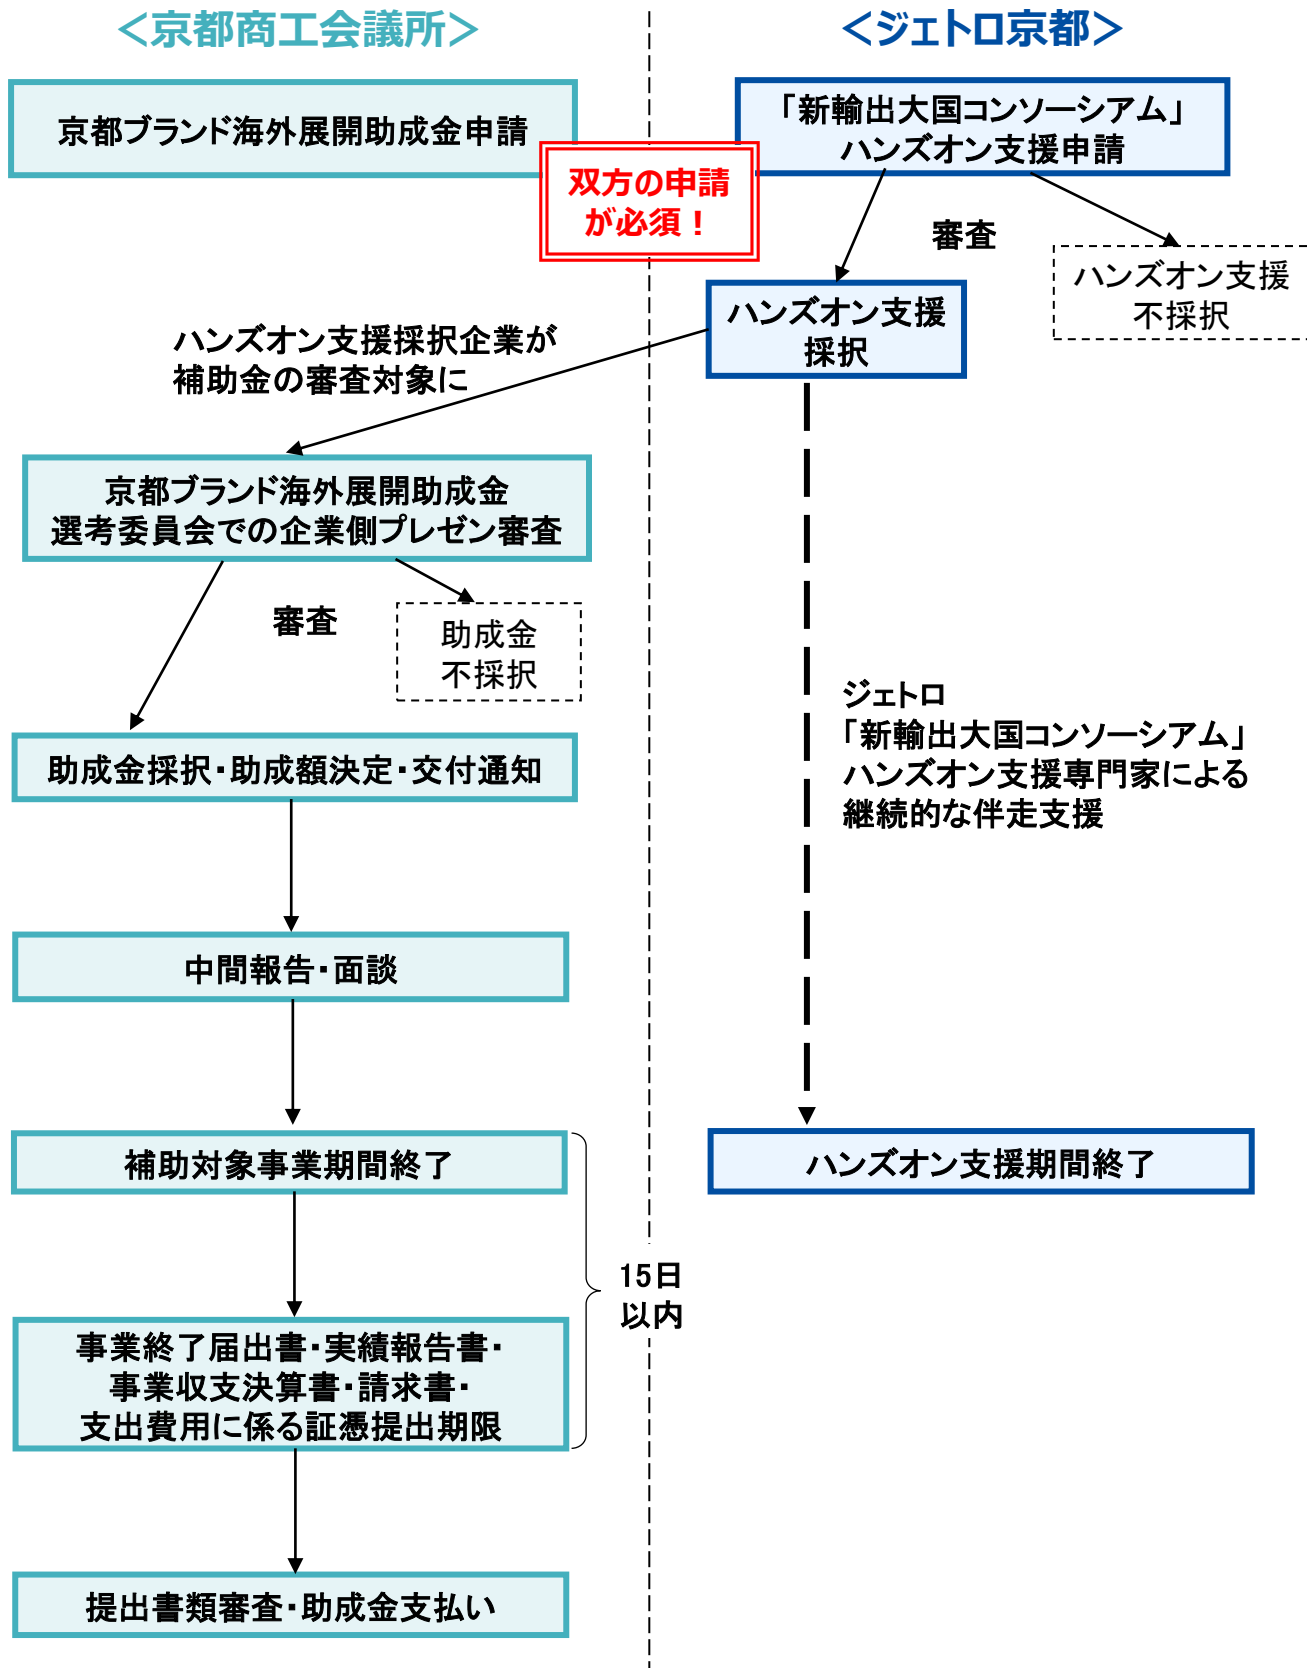 ＜京都商工会議所＞
＜ジェトロ京都＞
京都ブランド海外展開助成金申請
「新輸出大国コンソーシアム」
ハンズオン支援申請
双方の申請
が必須！
審査
ハンズオン支援
不採択
ハンズオン支援
採択
ハンズオン支援採択企業が
補助金の審査対象に
京都ブランド海外展開助成金
選考委員会での企業側プレゼン審査
審査
助成金
不採択
助成金採択・助成額決定・交付通知
ジェトロ
「新輸出大国コンソーシアム」
ハンズオン支援専門家による
継続的な伴走支援
中間報告・面談
補助対象事業期間終了
ハンズオン支援期間終了
15日
以内
事業終了届出書・実績報告書・
事業収支決算書・請求書・
支出費用に係る証憑提出期限
提出書類審査・助成金支払い